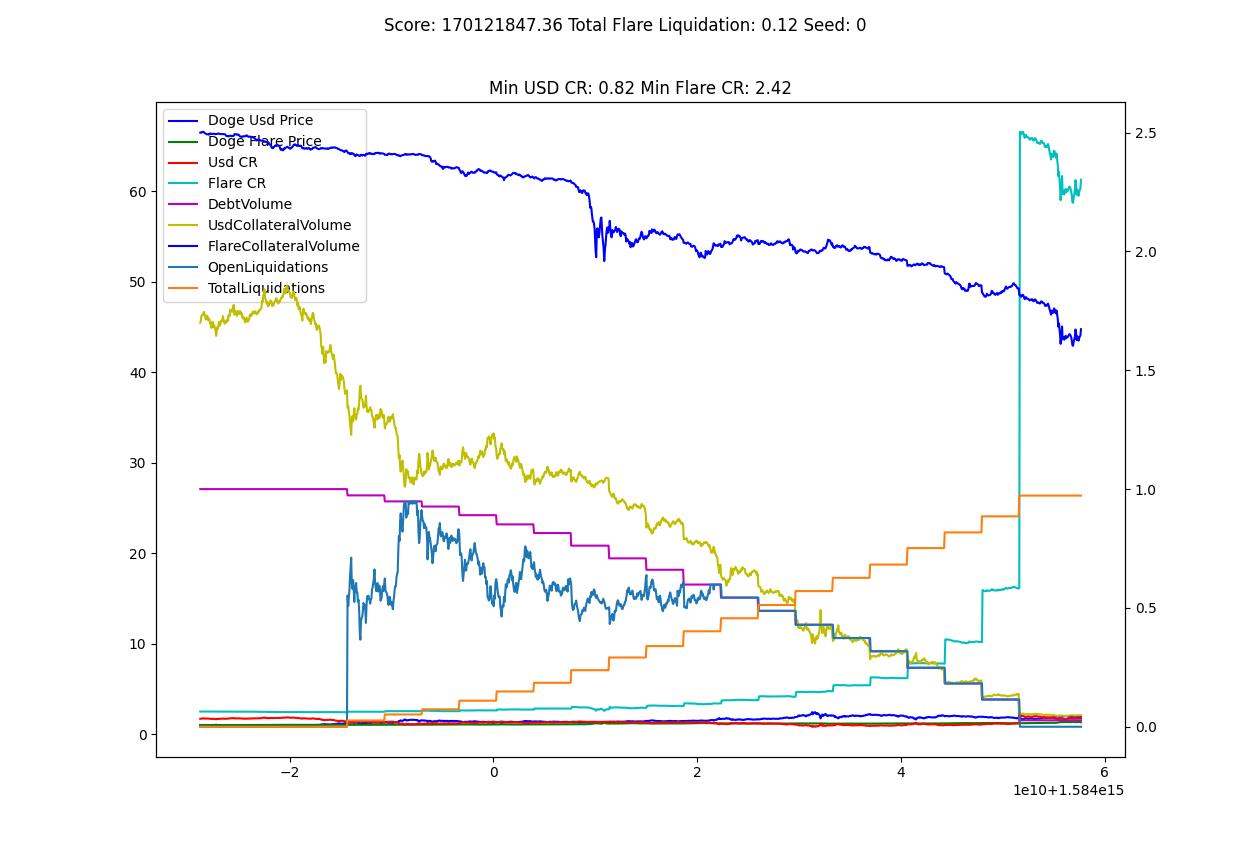 Score: 170121847.36 Total Flare Liquidation: 0.12 Seed: 0
Min USD CR: 0.82 Min Flare CR: 2.42
Doge Usd Price
Doge Flare Price
Usd CR
Flare CR
DebtVolume
UsdCollateralVolume
FlareCollateralVolume
OpenLiquidations
TotalLiquidations
60
50
40
30
20
10
0
2.5
2.0
1.5
1.0
0.5
0.0
−2
0
2
4
6
1e10+1.584e15